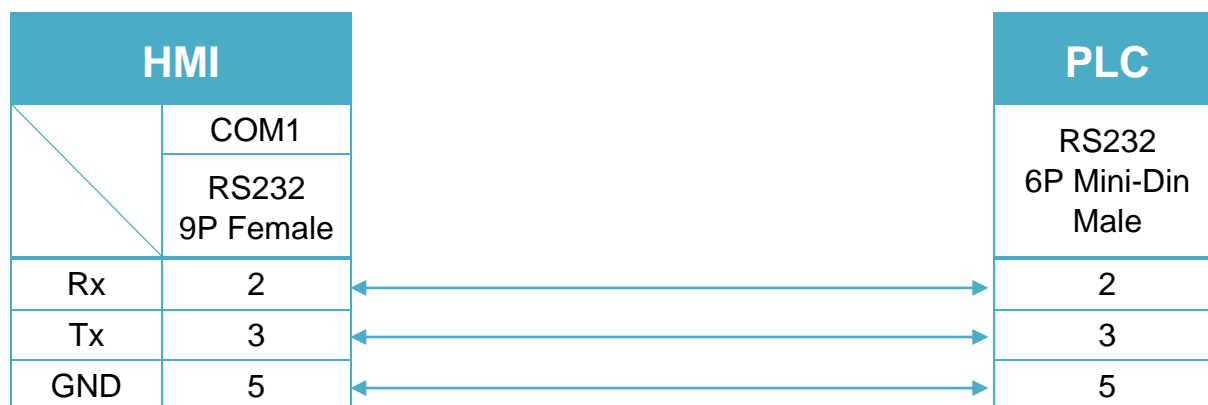 HMI
PLC
COM1
RS232
9P Female
RS232
6P Mini-Din
Male
Rx 2 2
Tx 3 3
GND 5 5